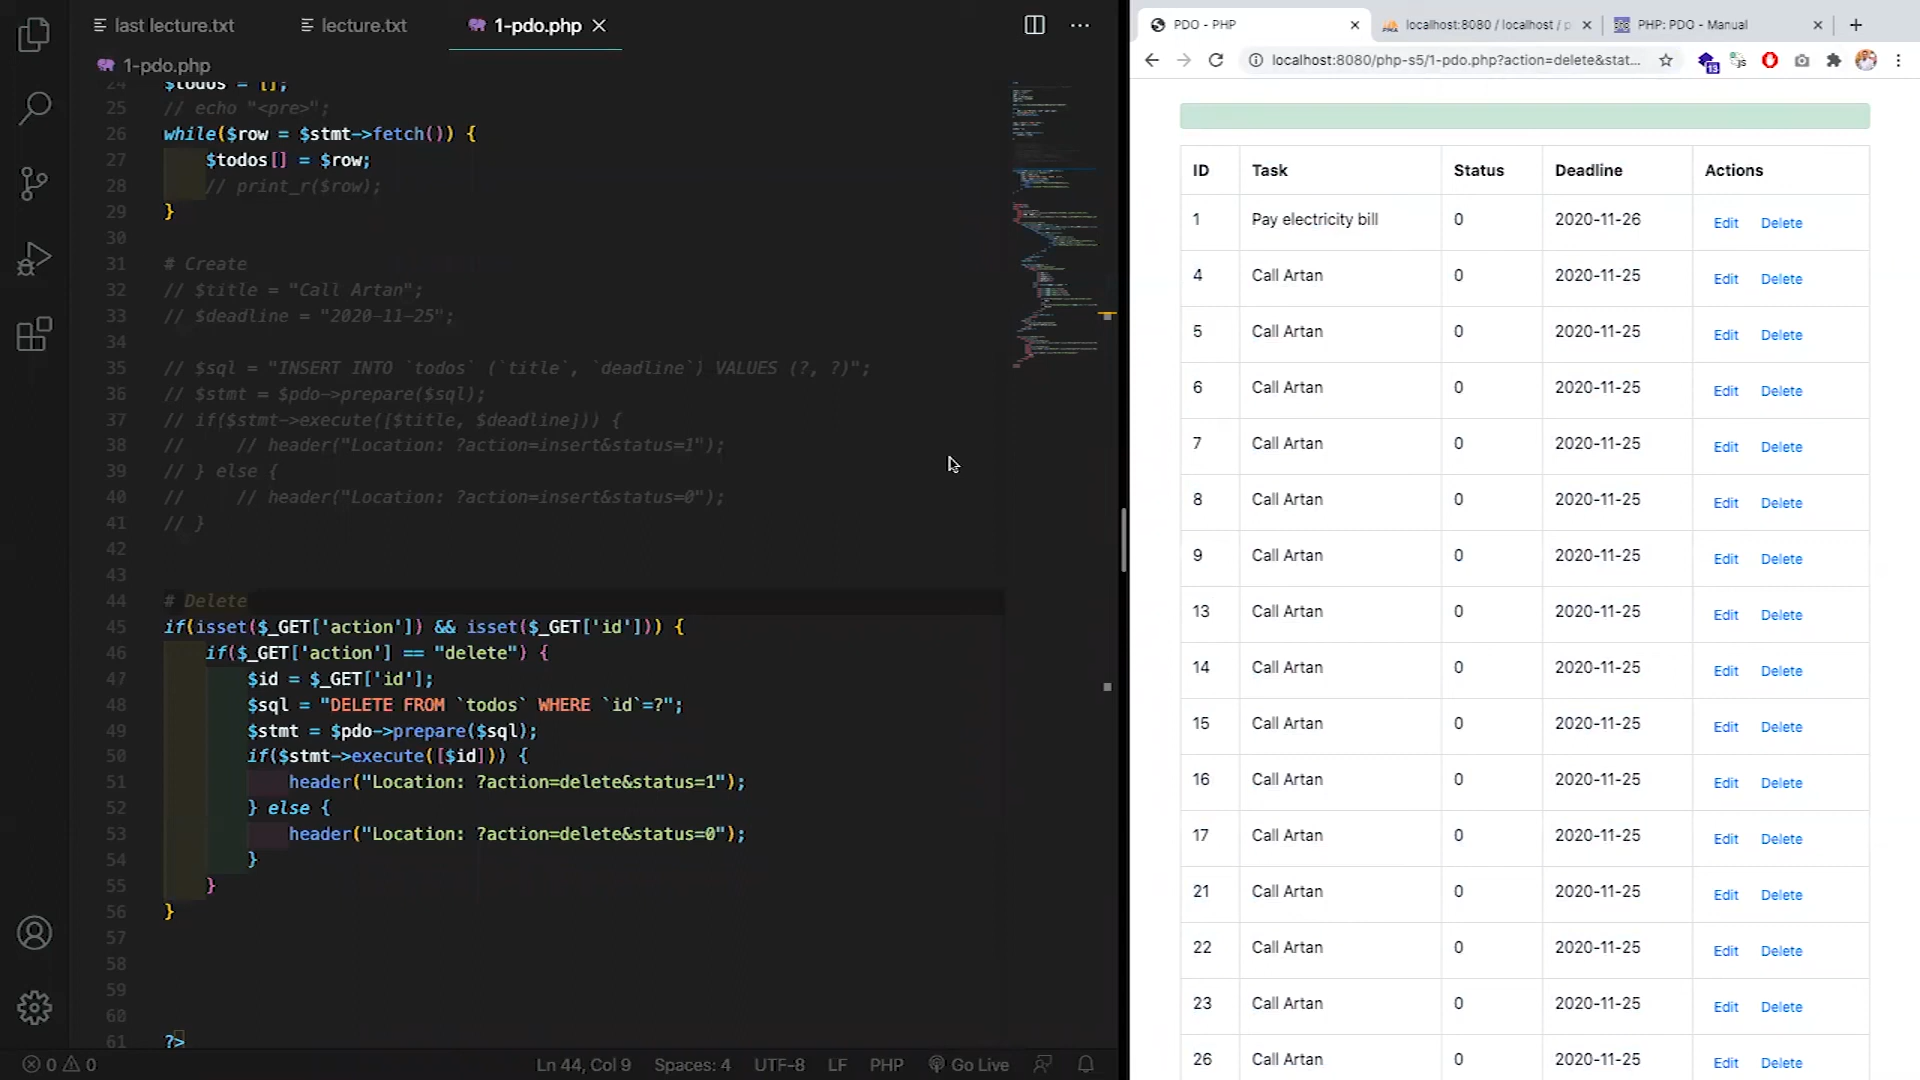 last lecture.txt
lecture.txt
1-pdo.php
1-pdo.php
24 $todos = [];
25 // echo "<pre>";
26 while($row = $stmt->fetch()) {
27 $todos[] = $row;
28 // print_r($row);
29 }
30
31 # Create
32 // $title = "Call Artan";
33 // $deadline = "2020-11-25";
34
35 // $sql = "INSERT INTO `todos` (`title`, `deadline`) VALUES (?, ?)";
36 // $stmt = $pdo->prepare($sql);
37 // if($stmt->execute([$title, $deadline])) {
38 //     // header("Location: ?action=insert&status=1");
39 // } else {
40 //     // header("Location: ?action=insert&status=0");
41 // }
42
43
44 # Delete
45 if(isset($_GET['action']) && isset($_GET['id'])) {
46 if($_GET['action'] == "delete") {
47 $id = $_GET['id'];
48 $sql = "DELETE FROM `todos` WHERE `id`=?";
49 $stmt = $pdo->prepare($sql);
50 if($stmt->execute([$id])) {
51 header("Location: ?action=delete&status=1");
52 } else {
53 header("Location: ?action=delete&status=0");
54 }
55 }
56 }
57
58
59
60
61 ?>
0 0
Ln 44, Col 9
Spaces: 4
UTF-8
LF
PHP
Go Live
PDO - PHP
localhost:8080 / localhost / p
PHP: PDO - Manual
localhost:8080/php-s5/1-pdo.php?action=delete&stat...
13
ID Task Status Deadline Actions
1 Pay electricity bill 0 2020-11-26 Edit Delete
4 Call Artan 0 2020-11-25 Edit Delete
5 Call Artan 0 2020-11-25 Edit Delete
6 Call Artan 0 2020-11-25 Edit Delete
7 Call Artan 0 2020-11-25 Edit Delete
8 Call Artan 0 2020-11-25 Edit Delete
9 Call Artan 0 2020-11-25 Edit Delete
13 Call Artan 0 2020-11-25 Edit Delete
14 Call Artan 0 2020-11-25 Edit Delete
15 Call Artan 0 2020-11-25 Edit Delete
16 Call Artan 0 2020-11-25 Edit Delete
17 Call Artan 0 2020-11-25 Edit Delete
21 Call Artan 0 2020-11-25 Edit Delete
22 Call Artan 0 2020-11-25 Edit Delete
23 Call Artan 0 2020-11-25 Edit Delete
26 Call Artan 0 2020-11-25 Edit Delete